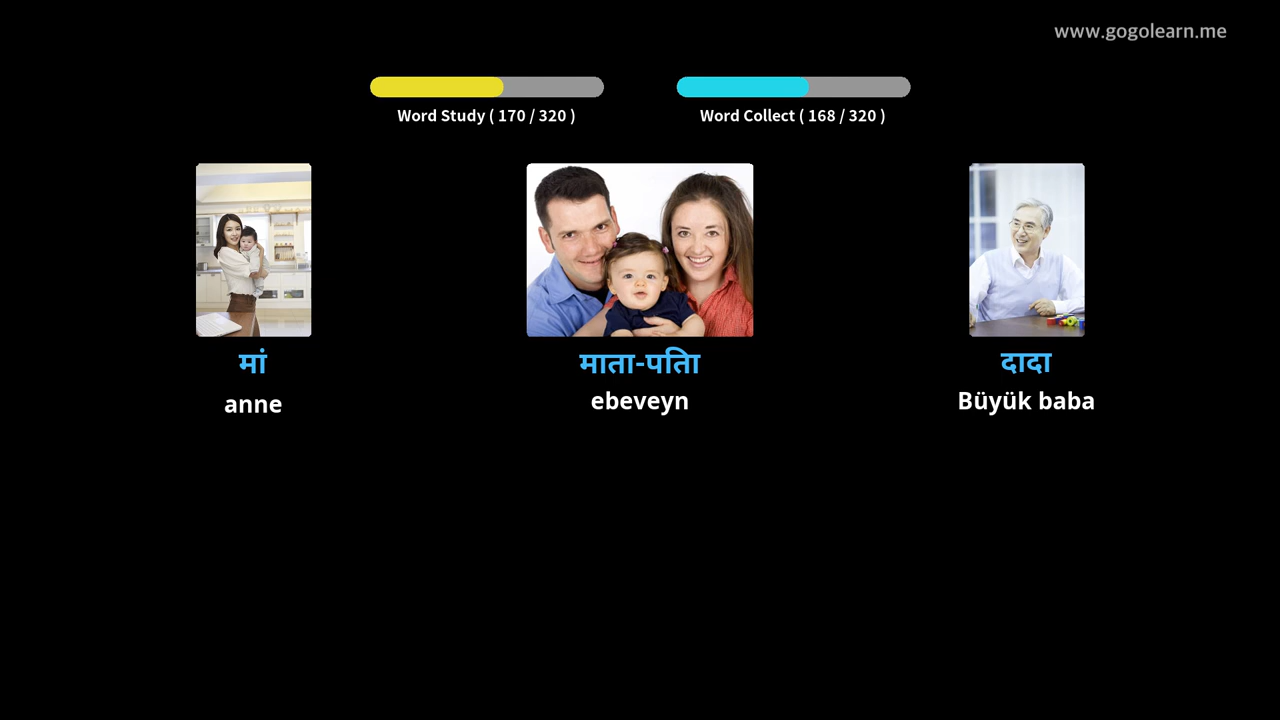 www.gogolearn.me
Word Study ( 170 / 320 )
Word Collect ( 168 / 320 )
मां
माता-पिता
दादा
anne
ebeveyn
Büyük baba